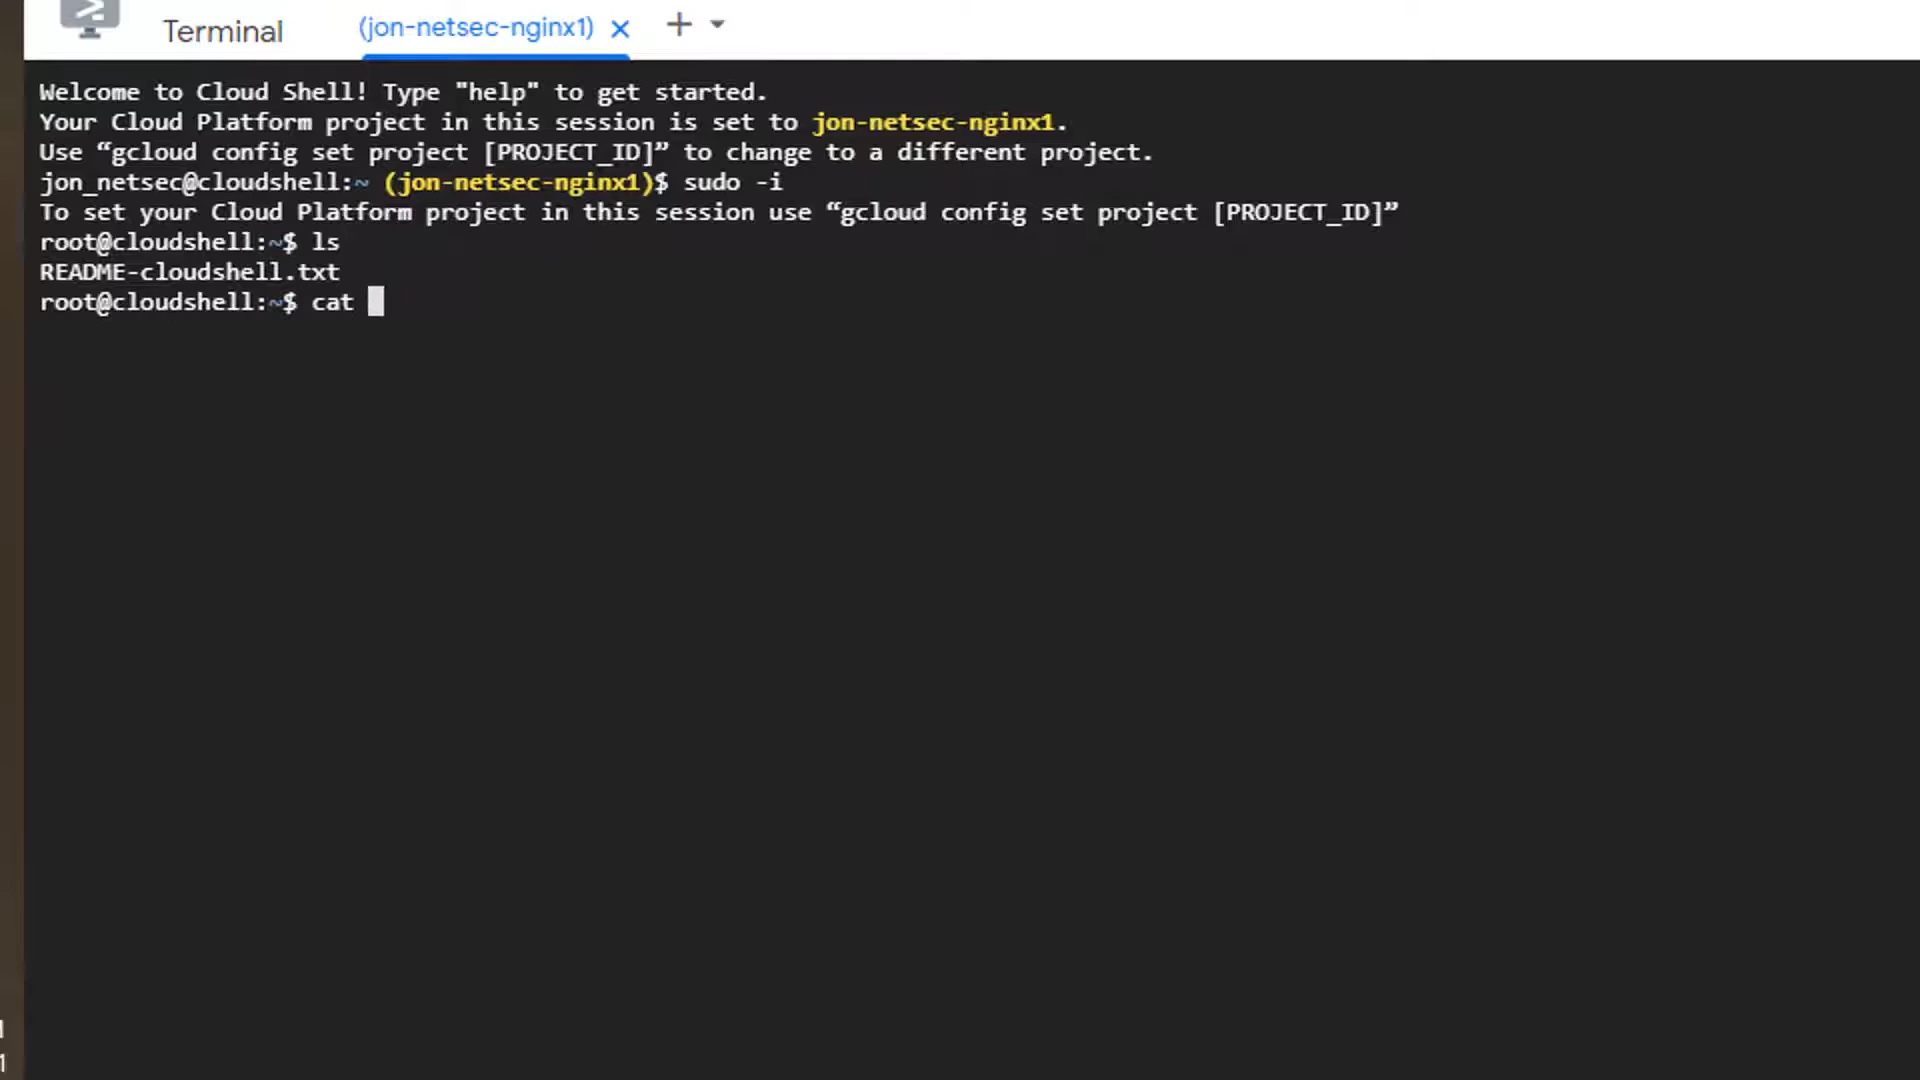 Terminal
(jon-netsec-nginx1)
Welcome to Cloud Shell! Type "help" to get started.
Your Cloud Platform project in this session is set to jon-netsec-nginx1.
Use “gcloud config set project [PROJECT_ID]” to change to a different project.
jon_netsec@cloudshell:~ (jon-netsec-nginx1)$ sudo -i
To set your Cloud Platform project in this session use “gcloud config set project [PROJECT_ID]”
root@cloudshell:~$ ls
README-cloudshell.txt
root@cloudshell:~$ cat